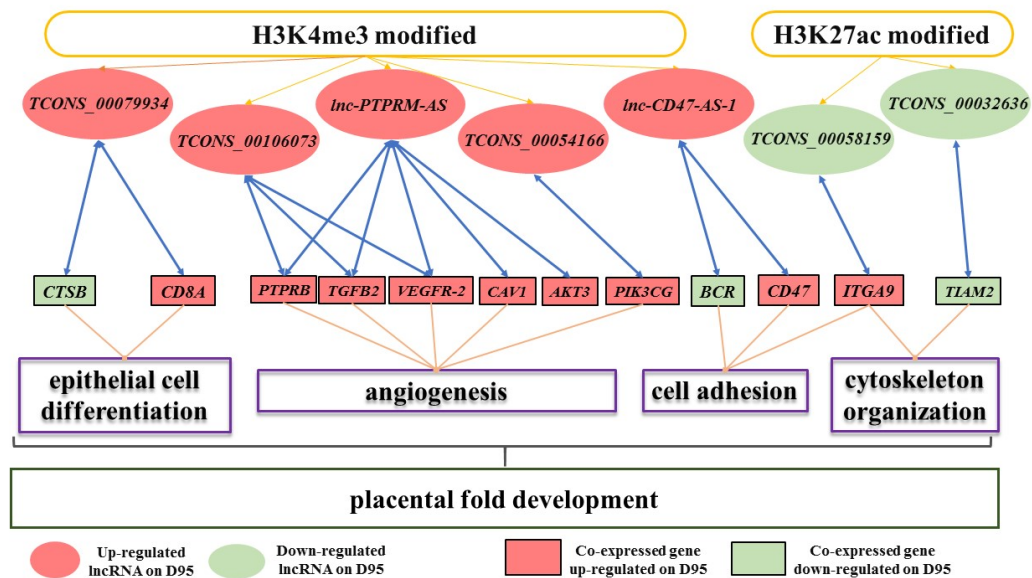 H3K4me3 modified
H3K27ac modified
TCONS_00079934
lnc-PTPRM-AS
lnc-CD47-AS-1
TCONS_00032636
TCONS_00106073
TCONS_00054166
TCONS_00058159
CTSB
CD8A
PTPRB
TGFB2
VEGFR-2
CAV1
AKT3
PIK3CG
BCR
CD47
ITGA9
TIAM2
epithelial cell
differentiation
angiogenesis
cell adhesion
cytoskeleton
organization
placental fold development
Up-regulated
lncRNA on D95
Down-regulated
lncRNA on D95
Co-expressed gene
up-regulated on D95
Co-expressed gene
down-regulated on D95